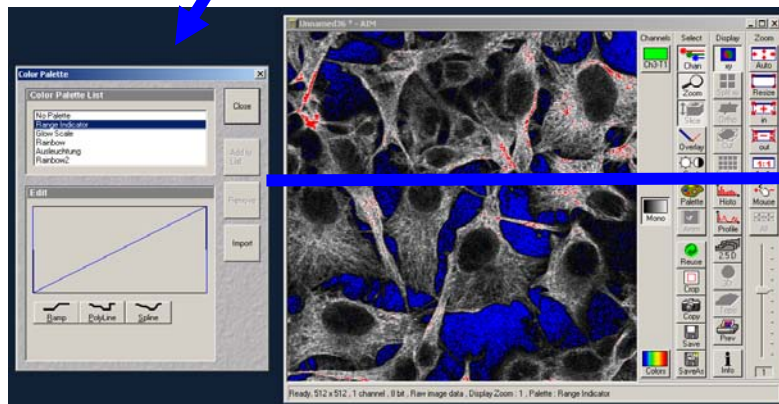 Color Palette
Color Palette List
No Palette
Range Indicator
Glow Scale
Rainbow
Ausleuchtung
Rainbow2
Close
Add to
List
Remove
Import
Edit
Ramp
PolyLine
Spline
Unnamed36 * - AIM
Channels
Select
Display
Zoom
Ch3-T1
Chan
xy
Auto
Zoom
Split xy
Resize
Slice
Ortho
in
Overlay
Cut
out
1:1
Mono
Palette
Histo
Mouse
Profile
All
Reuse
2.5 D
Crop
3D
Copy
Topo
Save
Prev
Colors
SaveAs
Info
1
Ready, 512 x 512 , 1 channel , 8 bit , Raw image data , Display Zoom : 1 , Palette : Range Indicator